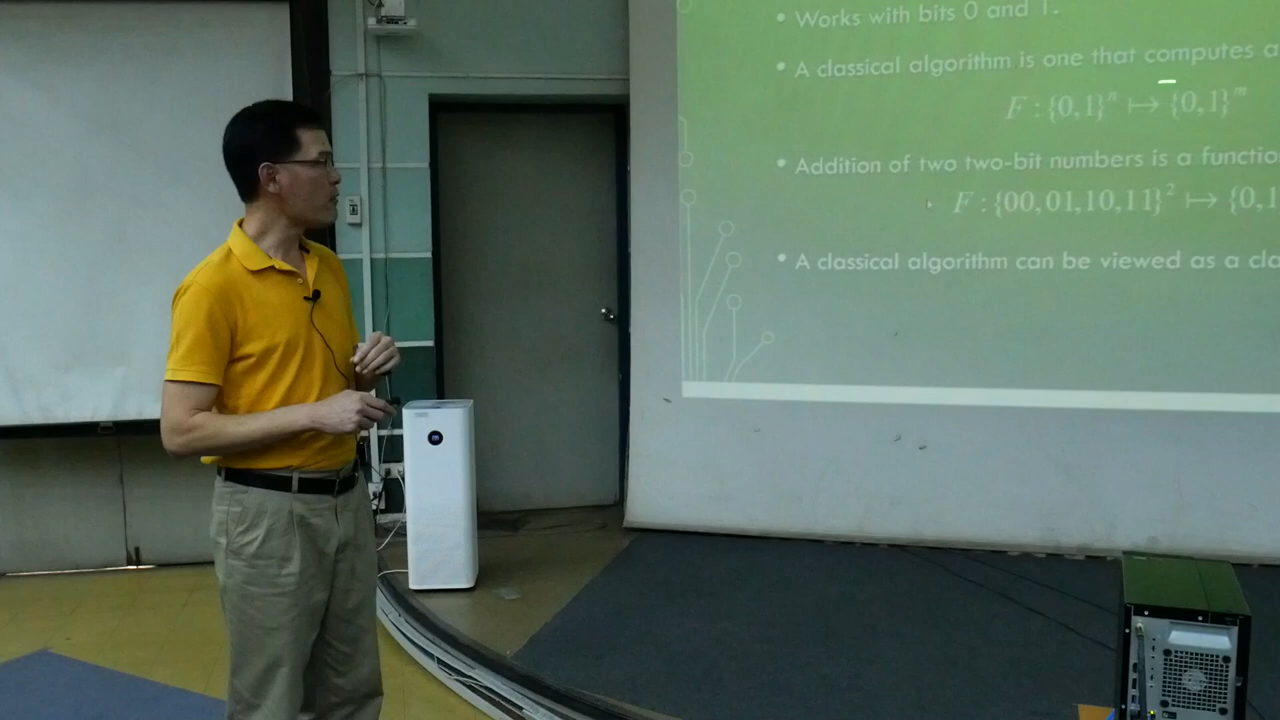 • Works with bits 0 and 1.
• A classical algorithm is one that computes a
F : {0,1}ⁿ ↦ {0,1}ᵐ
• Addition of two two-bit numbers is a functio
F : {00,01,10,11}² ↦ {0,1
• A classical algorithm can be viewed as a cla